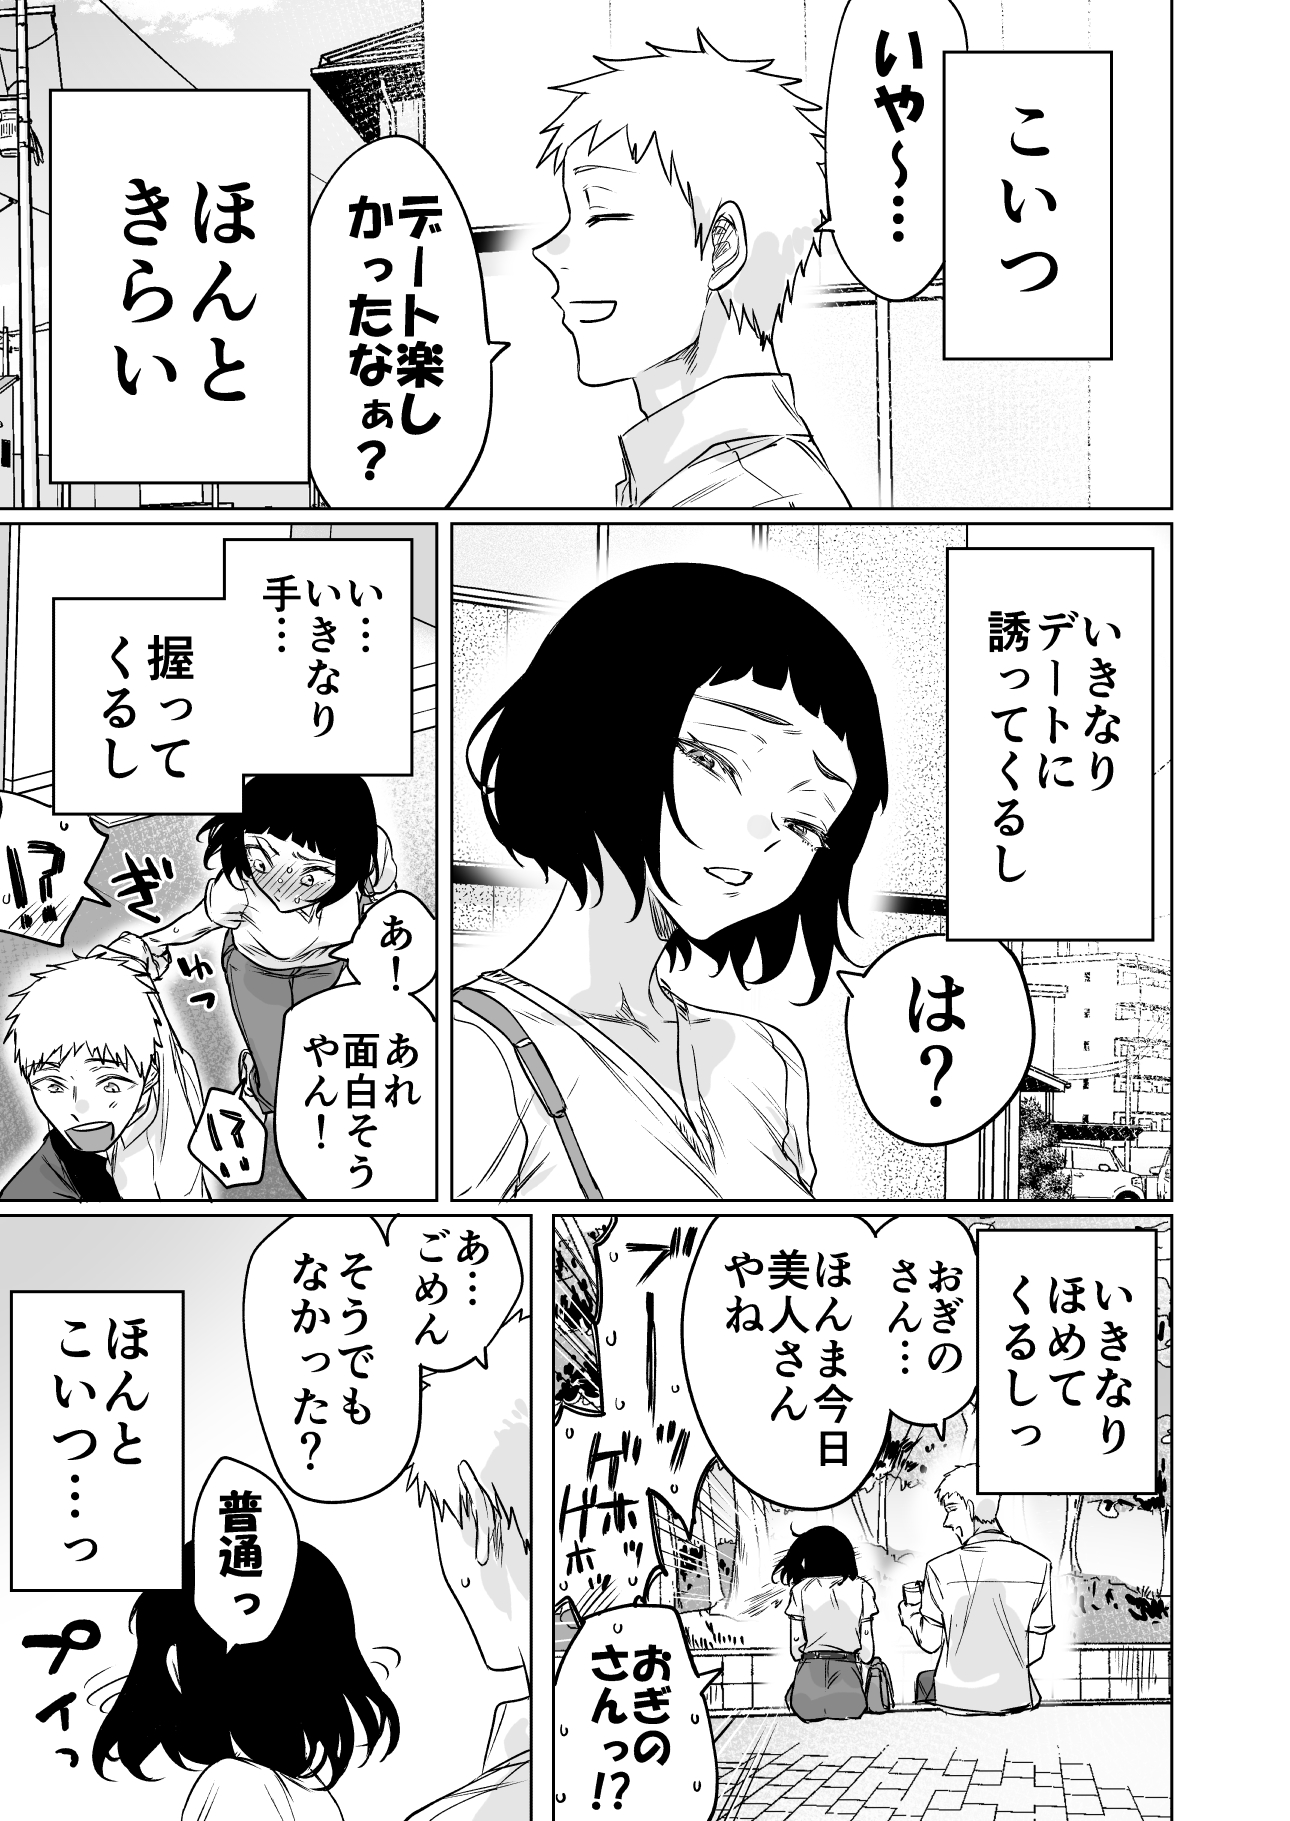 こいつ
いや～…
デート楽し
かったなぁ？
ほんと
きらい
いきなり
デートに
誘ってくるし
は？
い…
いきなり
手…
握って
くるし
あ！
あれ
面白そう
やん！
ぎ
ゅっ
！？
！？
いきなり
ほめて
くるしっ
おぎの
さん…
ほんま今日
美人さん
やね
ブーッ
ゲホッ
ゲホッ
おぎの
さんっ！？
あ…
ごめん
そうでも
なかった？
普通っ
プイっ
ほんと
こいつ…っ